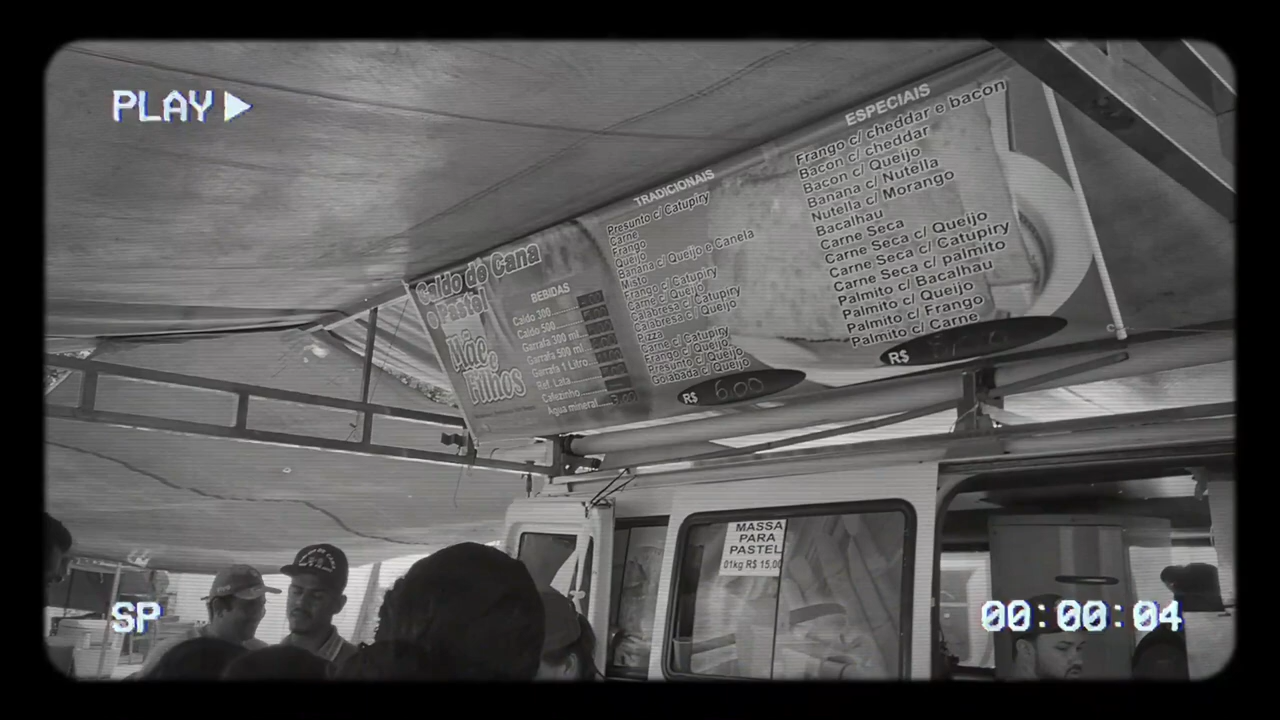 PLAY
ESPECIAIS
Frango c/ cheddar e bacon
Bacon c/ cheddar
Bacon c/ Queijo
Banana c/ Nutella
Nutella c/ Morango
Bacalhau
Carne Seca
Carne Seca c/ Queijo
Carne Seca c/ Catupiry
Carne Seca c/ palmito
Palmito c/ Bacalhau
Palmito c/ Queijo
Palmito c/ Frango
Palmito c/ Carne
R$
TRADICIONAIS
Presunto c/ Catupiry
Carne
Frango
Queijo
Banana c/ Queijo e Canela
Misto
Frango c/ Catupiry
Carne c/ Queijo
Calabresa c/ Catupiry
Calabresa c/ Queijo
Pizza
Carne c/ Catupiry
Frango c/ Queijo
Presunto c/ Queijo
Goiabada c/ Queijo
R$ 6,00
Caldo de Cana
e Pastel
Mãe e
Filhos
BEBIDAS
Caldo 300
Caldo 500
Garrafa 300 ml
Garrafa 500 ml
Garrafa 1 Litro
Ref. Lata
Cafezinho
Água mineral 3,00
MASSA
PARA
PASTEL
01kg R$ 15,00
SP
00:00:04